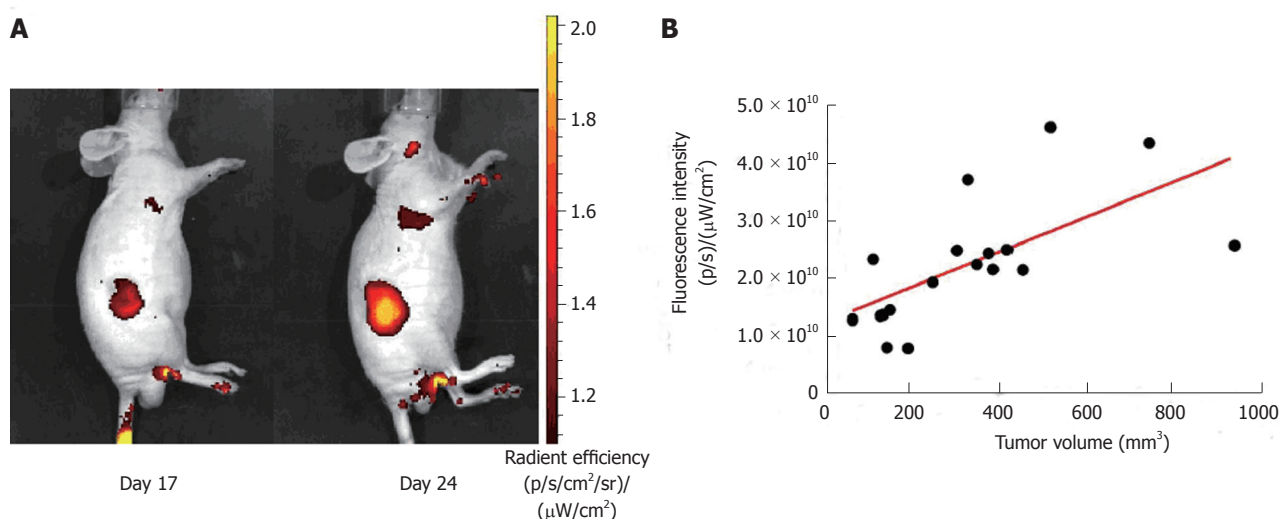 A
2.0
1.8
1.6
1.4
1.2
Day 17
Day 24
Radient efficiency
(p/s/cm²/sr)/
(μW/cm²)
B
Fluorescence intensity
(p/s)/(μW/cm²)
5.0 × 10¹⁰
4.0 × 10¹⁰
3.0 × 10¹⁰
2.0 × 10¹⁰
1.0 × 10¹⁰
0
0 200 400 600 800 1000
Tumor volume (mm³)